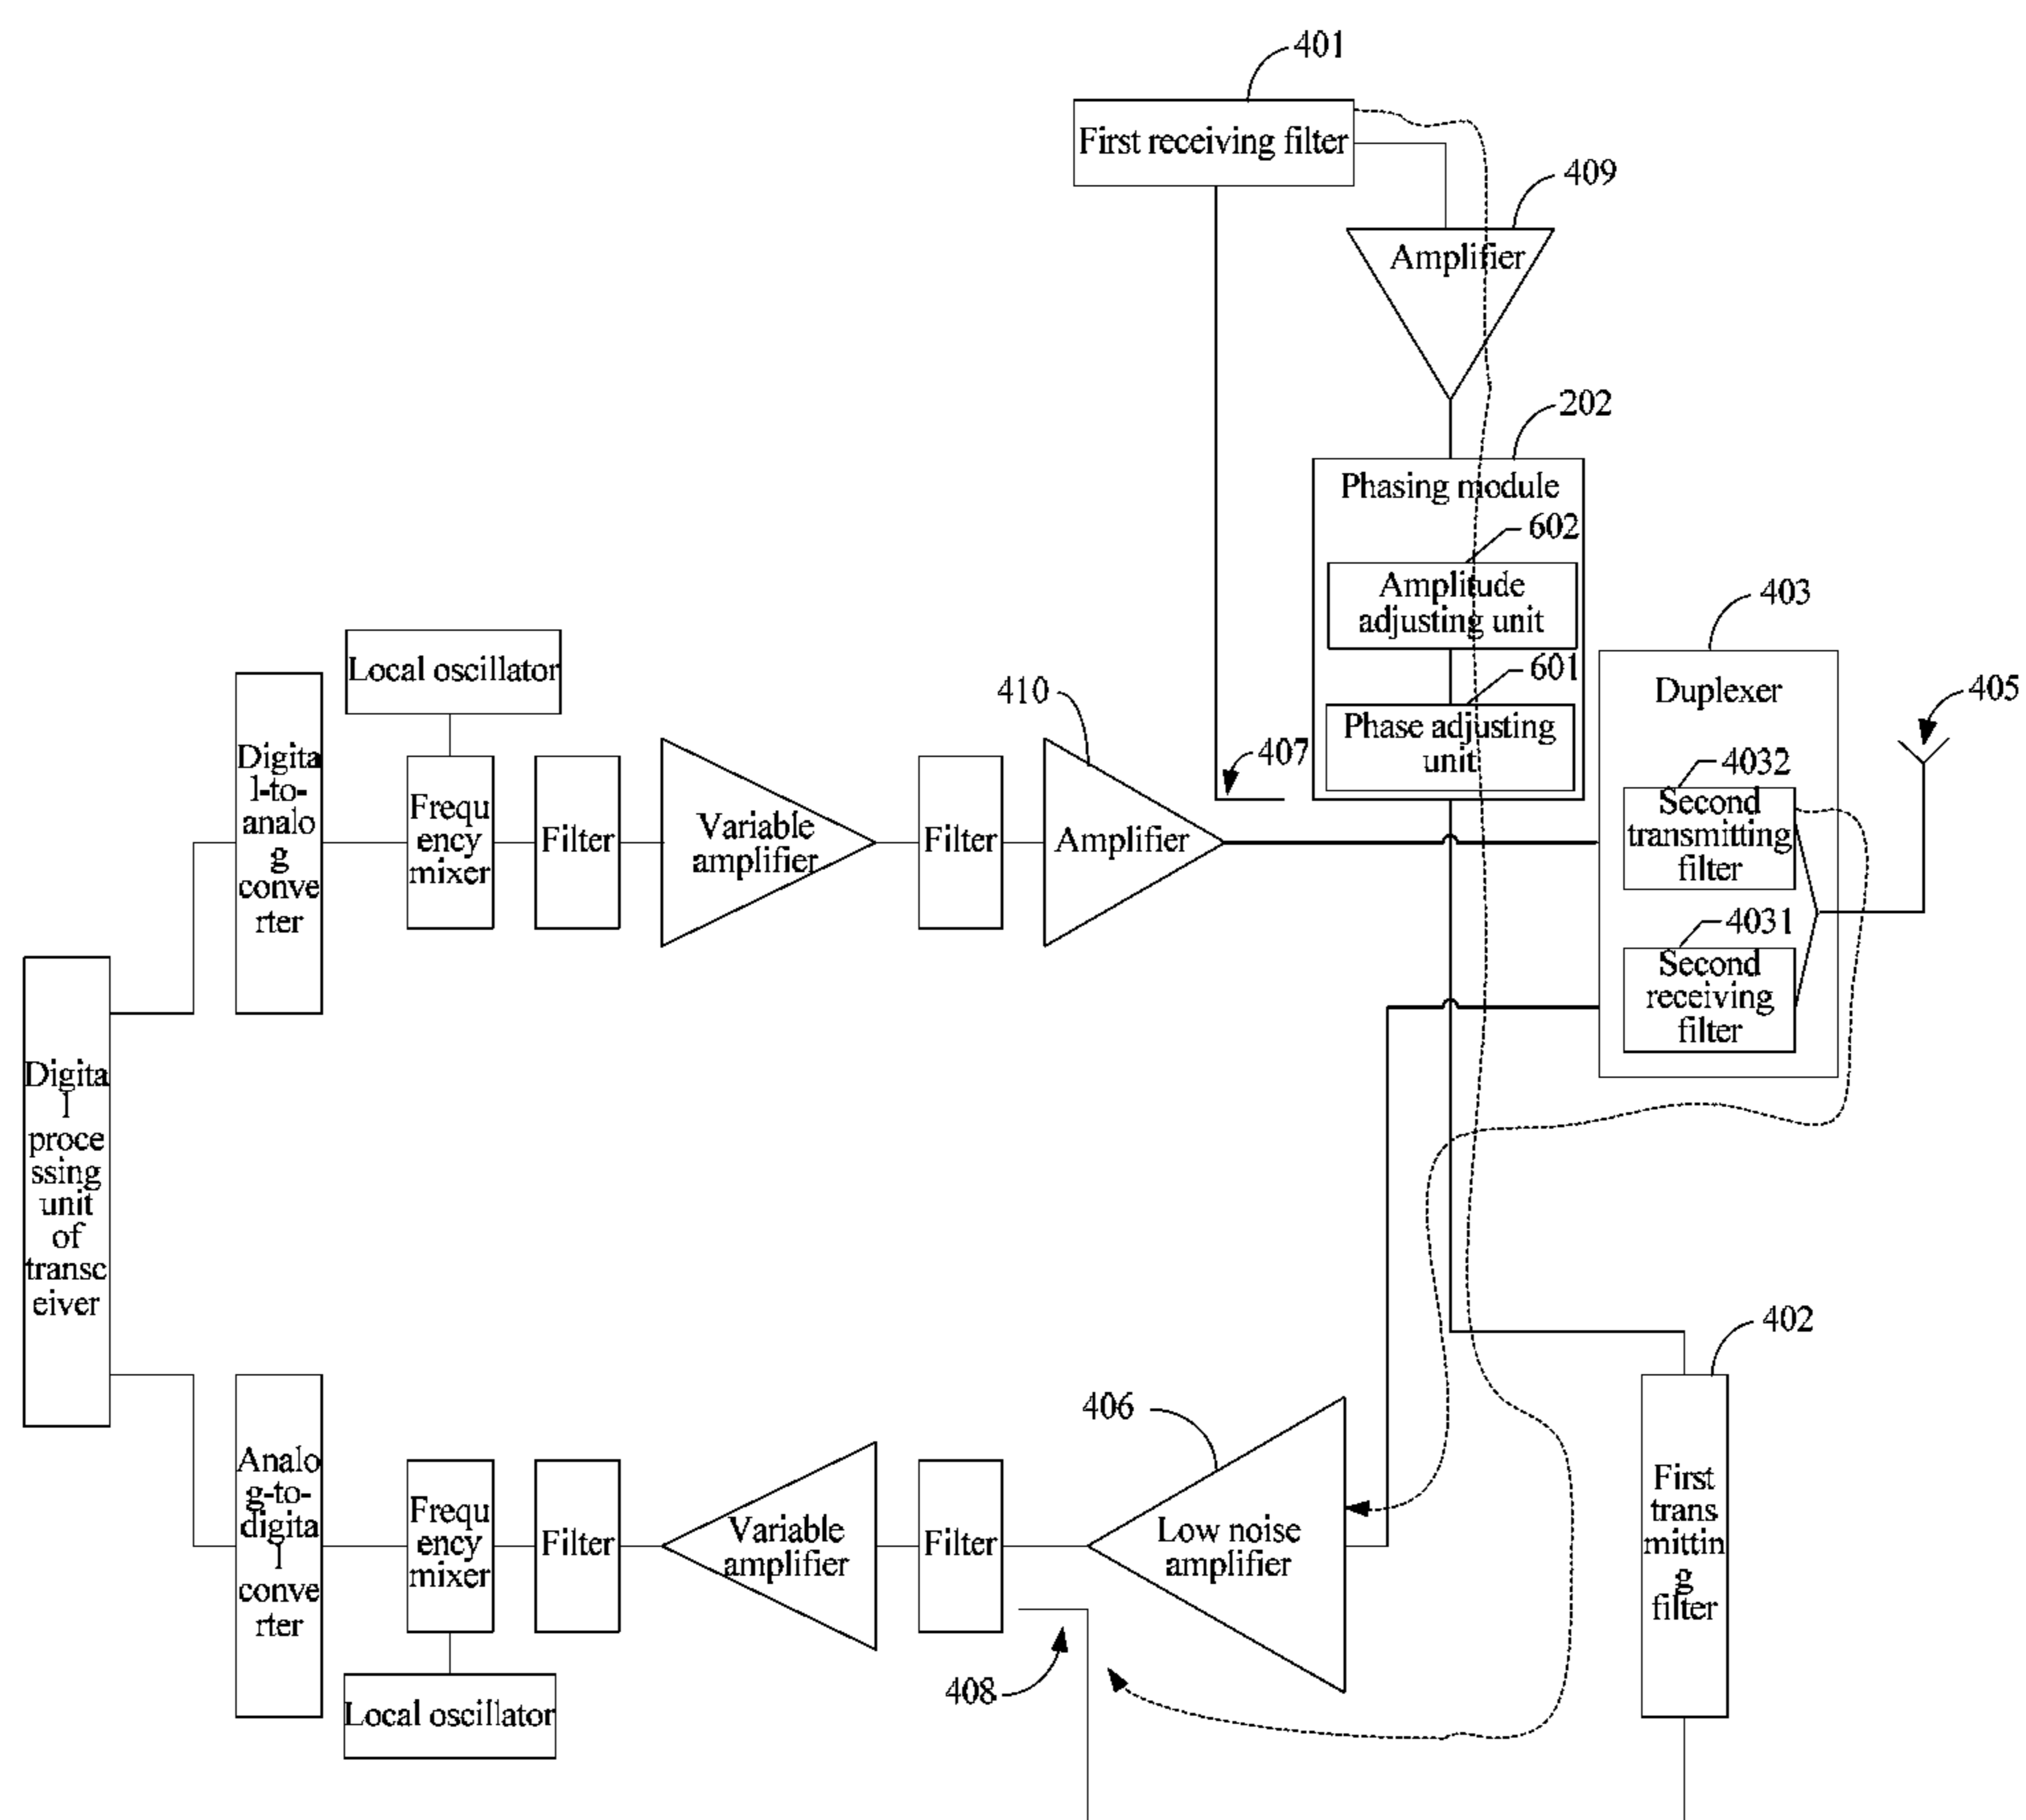 401
First receiving filter
409
Amplifier
202
Phasing module
602
Amplitude
adjusting unit
601
Phase adjusting
unit
403
Duplexer
405
4032
Second
transmitting
filter
4031
Second
receiving
filter
407
410
Local oscillator
Digita
l-to-
analo
g
conve
rter
Frequ
ency
mixer
Filter
Variable
amplifier
Filter
Amplifier
Digita
l
proce
ssing
unit
of
transc
eiver
402
406
Analo
g-to-
digita
l
conve
rter
Frequ
ency
mixer
Filter
Variable
amplifier
Filter
Low noise
amplifier
First
trans
mittin
g
filter
408
Local oscillator